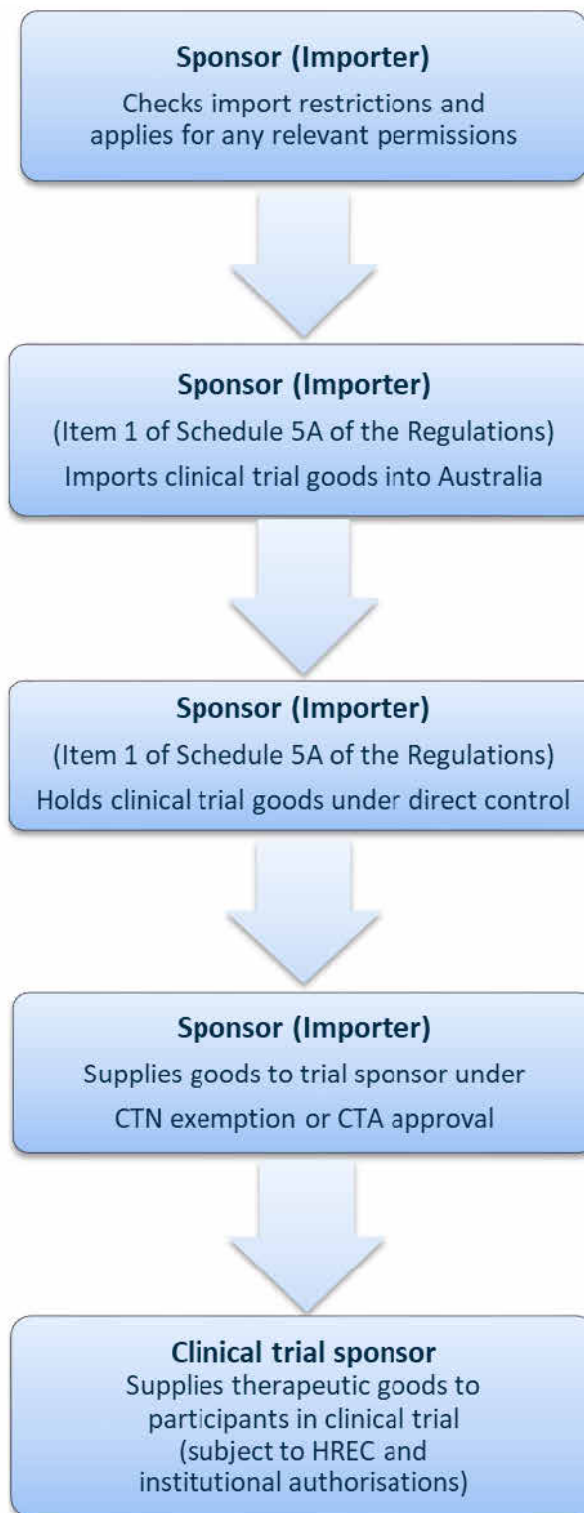 Sponsor (Importer)
Checks import restrictions and
applies for any relevant permissions
Sponsor (Importer)
(Item 1 of Schedule 5A of the Regulations)
Imports clinical trial goods into Australia
Sponsor (Importer)
(Item 1 of Schedule 5A of the Regulations)
Holds clinical trial goods under direct control
Sponsor (Importer)
Supplies goods to trial sponsor under
CTN exemption or CTA approval
Clinical trial sponsor
Supplies therapeutic goods to
participants in clinical trial
(subject to HREC and
institutional authorisations)